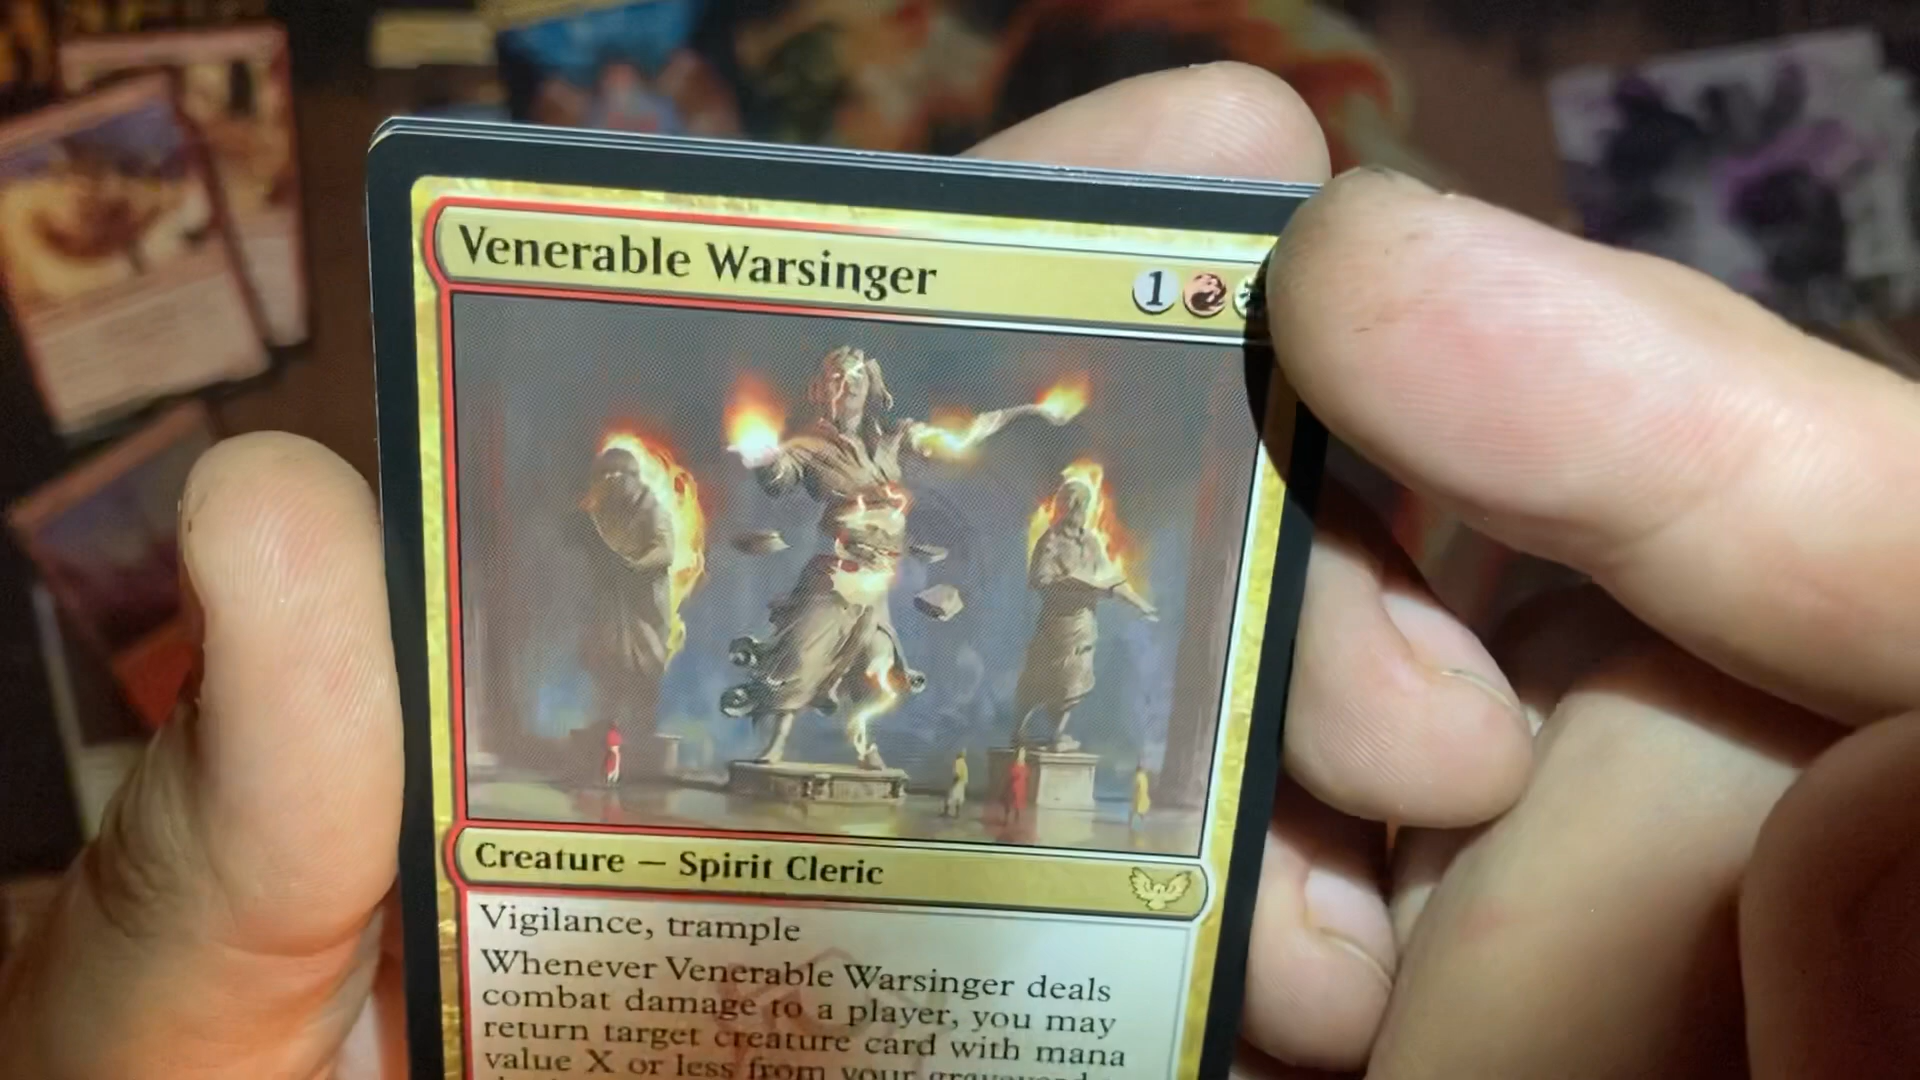 Venerable Warsinger 1
Creature — Spirit Cleric
Vigilance, trample
Whenever Venerable Warsinger deals
combat damage to a player, you may
return target creature card with mana
value X or less from your graveyard